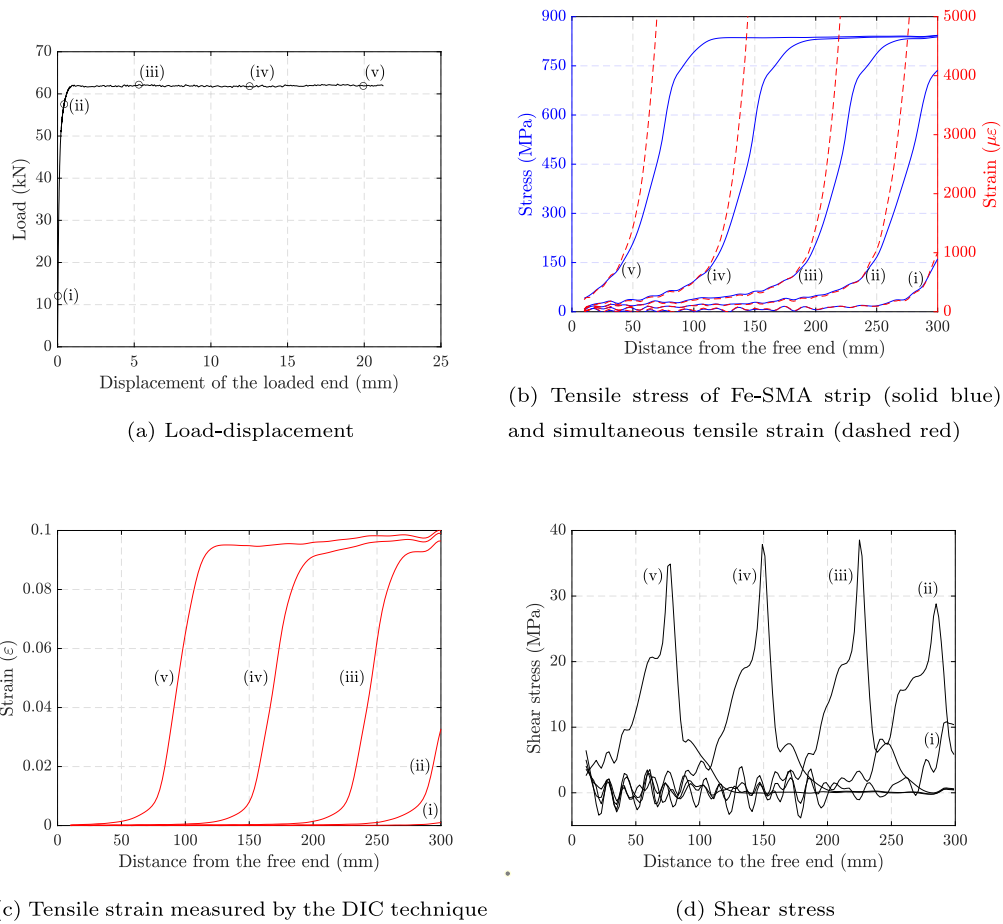 70
60
50
40
30
20
10
0
Load (kN)
(i)
(ii)
(iii)
(iv)
(v)
0
5
10
15
20
25
Displacement of the loaded end (mm)
(a) Load-displacement
900
750
600
450
300
150
0
Stress (MPa)
5000
4000
3000
2000
1000
0
Strain (με)
(v)
(iv)
(iii)
(ii)
(i)
0
50
100
150
200
250
300
Distance from the free end (mm)
(b) Tensile stress of Fe-SMA strip (solid blue)
and simultaneous tensile strain (dashed red)
0.1
0.08
0.06
0.04
0.02
0
Strain (ε)
(v)
(iv)
(iii)
(ii)
(i)
0
50
100
150
200
250
300
Distance from the free end (mm)
(c) Tensile strain measured by the DIC technique
40
30
20
10
0
Shear stress (MPa)
(v)
(iv)
(iii)
(ii)
(i)
0
50
100
150
200
250
300
Distance to the free end (mm)
(d) Shear stress